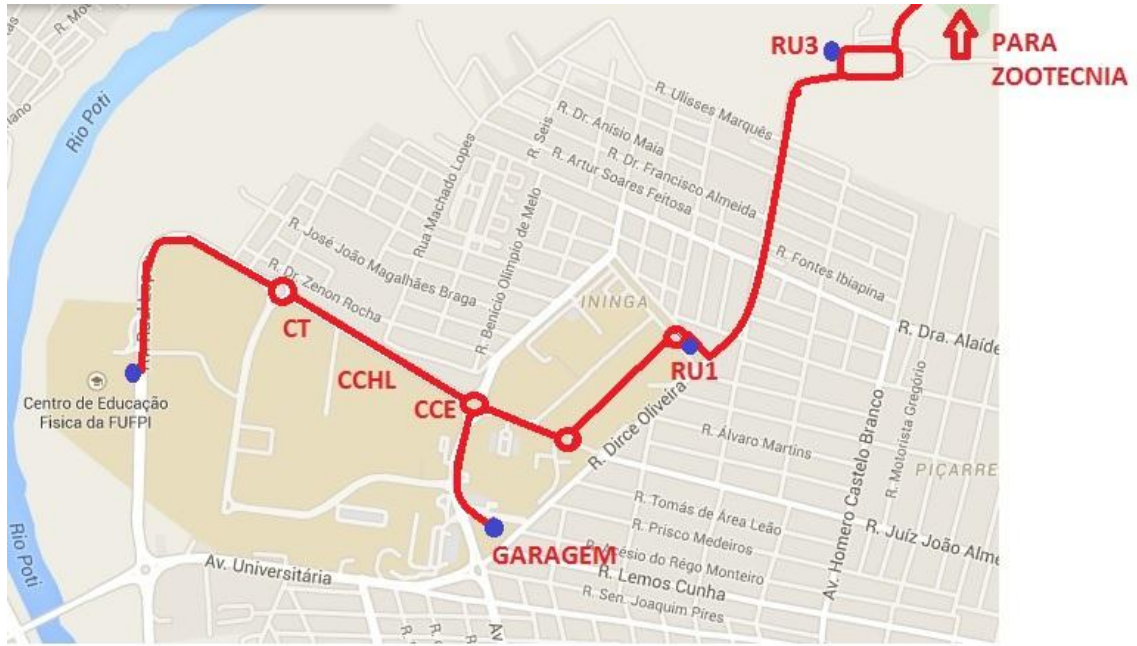 RU3
PARA
ZOOTECNIA
Rio Poti
R. Ulisses Marquês
R. Dr. Anísio Maia
R. Seis
R. Dr. Francisco Almeida
R. Artur Soares Feitosa
Rua Machado Lopes
R. Benício Olímpio de Melo
R. José João Magalhães Braga
R. Dr. Zenon Rocha
R. Fontes Ibiapina
ININGA
CT
R. Dra. Alaíde
RU1
CCHL
CCE
Centro de Educação
Fisica da FUFPI
R. Dirce Oliveira
R. Álvaro Martins
Av. Homero Castelo Branco
R. Motorista Gregório
PIÇARRE
R. Tomás de Área Leão
R. Juíz João Alme
R. Prisco Medeiros
GARAGEM
Rio Poti
Av. Universitária
R. Lemos Cunha
R. Sen. Joaquim Pires
Av